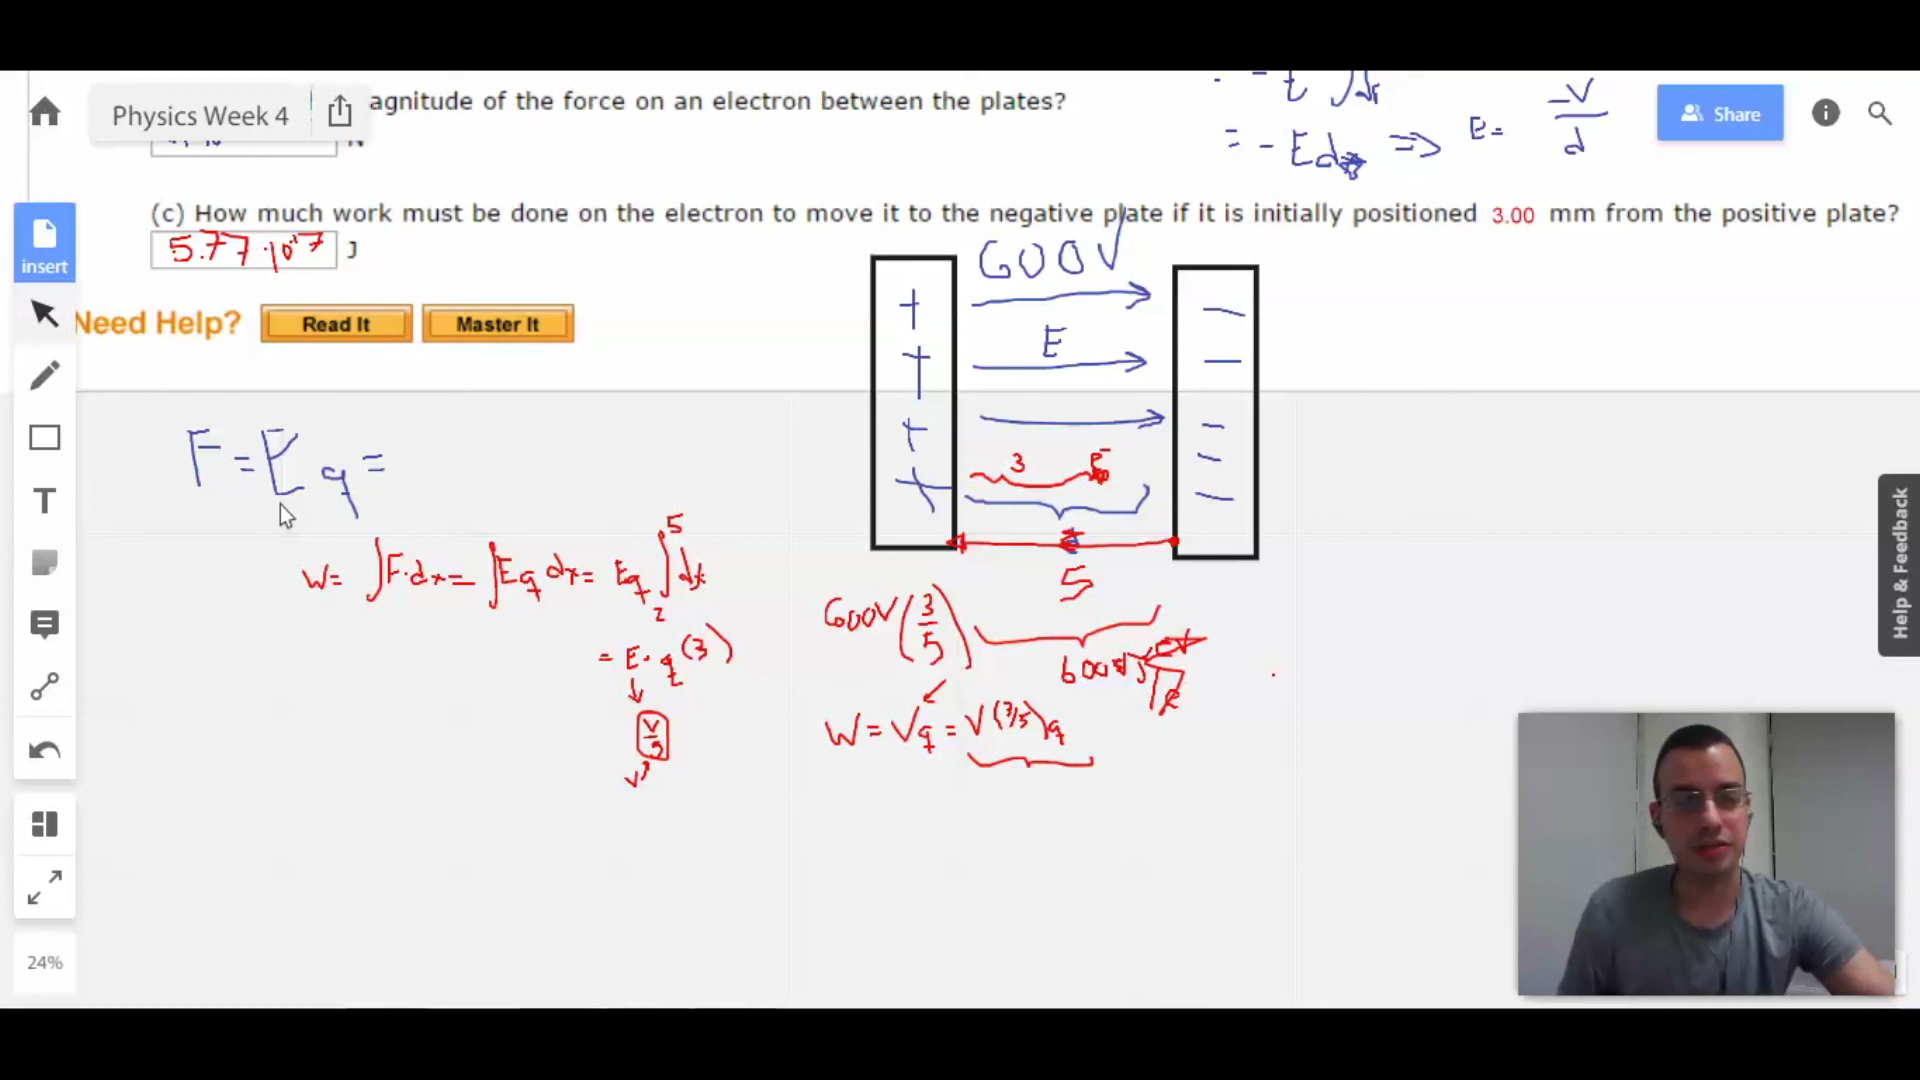 Physics Week 4
agnitude of the force on an electron between the plates?
N
= - E d => E = -V/d
Share
(c) How much work must be done on the electron to move it to the negative plate if it is initially positioned 3.00 mm from the positive plate?
5.77 · 10⁻¹⁷ J
Need Help? Read It Master It
600V
+ + + +
E
− − − − −
3 e⁻
5
F = E q =
W = ∫F·dx = ∫Eq dx = Eq ∫₂⁵ dx
= E · q (3)
600V (3/5)
W = Vq = V(3/5)q
insert
T
24%
Help & Feedback